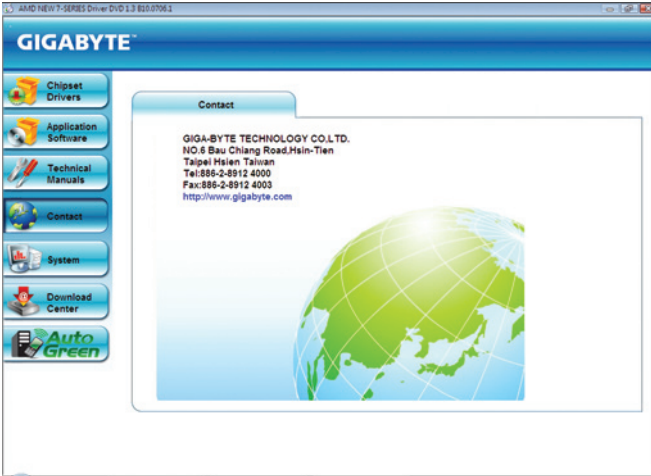 AMD NEW 7-SERIES Driver DVD 1.3 B10.0706.1
GIGABYTE™
Chipset
Drivers
Application
Software
Technical
Manuals
Contact
System
Download
Center
Auto
Green
Contact
GIGA-BYTE TECHNOLOGY CO.LTD.
NO.6 Bau Chiang Road,Hsin-Tien
Taipei Hsien Taiwan
Tel:886-2-8912 4000
Fax:886-2-8912 4003
http://www.gigabyte.com